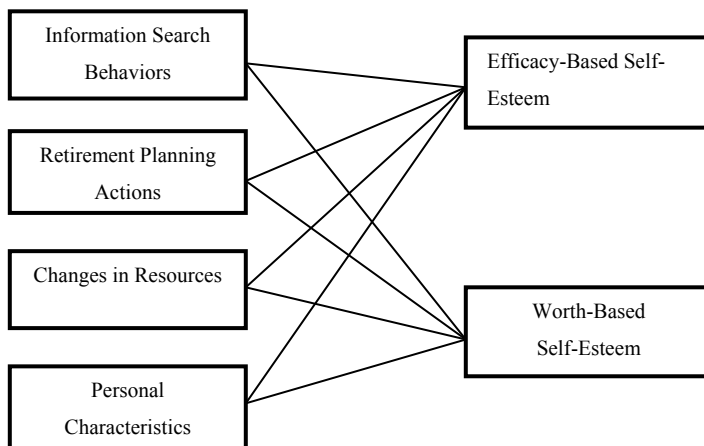 Information Search
Behaviors
Efficacy-Based Self-
Esteem
Retirement Planning
Actions
Changes in Resources
Worth-Based
Self-Esteem
Personal
Characteristics